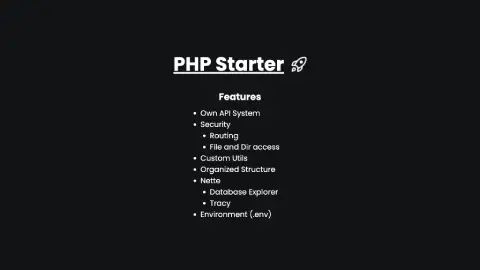 PHP Starter
Features
Own API System
Security
Routing
File and Dir access
Custom Utils
Organized Structure
Nette
Database Explorer
Tracy
Environment (.env)